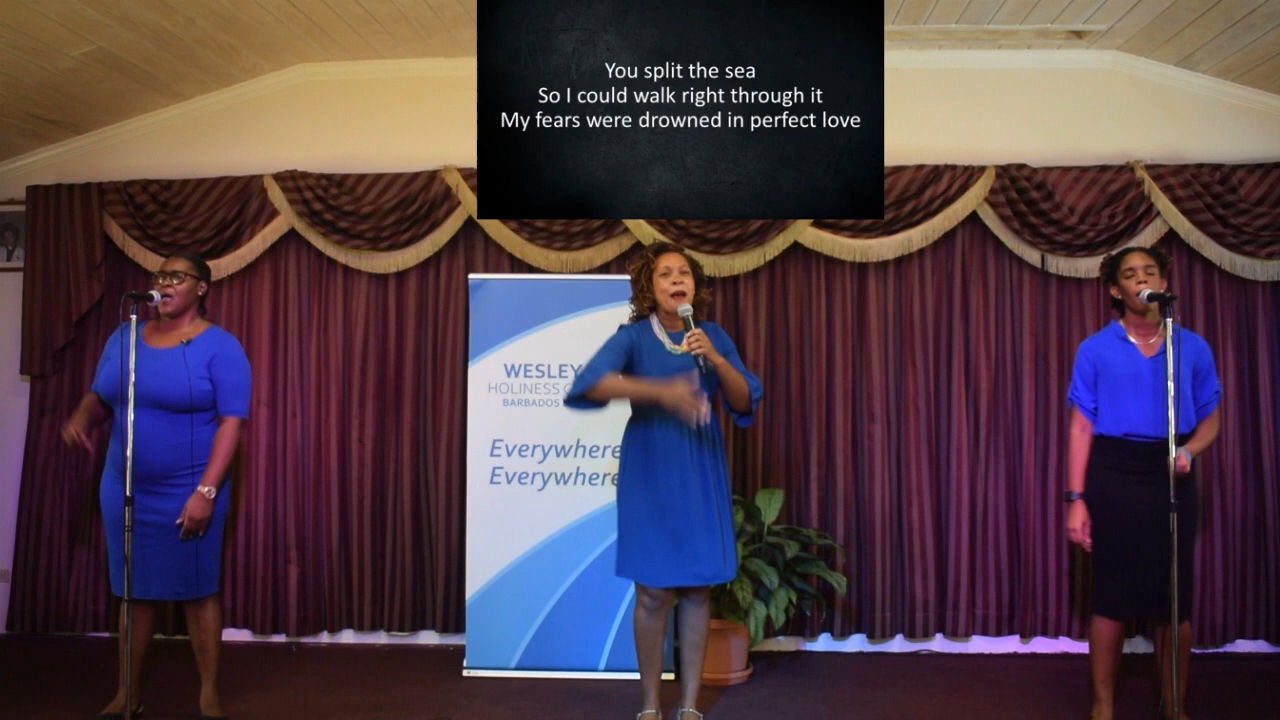 You split the sea
So I could walk right through it
My fears were drowned in perfect love
WESLEY
HOLINESS
BARBADOS
Everywhere
Everywhere